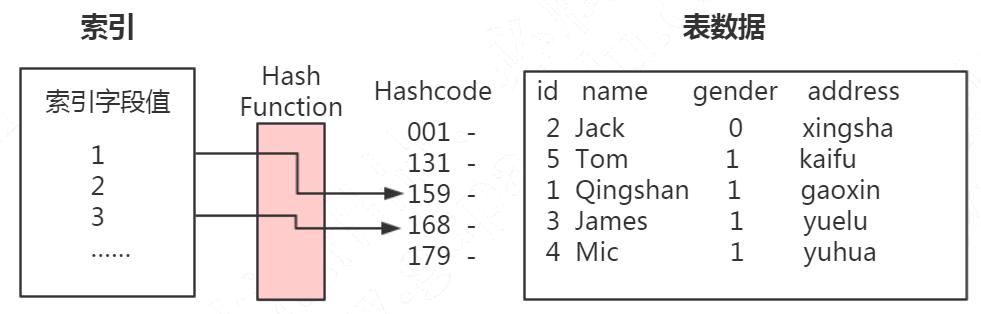 索引
表数据
索引字段值
1
2
3
......
Hash
Function
Hashcode
001 -
131 -
159 -
168 -
179 -
id name gender address
2 Jack 0 xingsha
5 Tom 1 kaifu
1 Qingshan 1 gaoxin
3 James 1 yuelu
4 Mic 1 yuhua